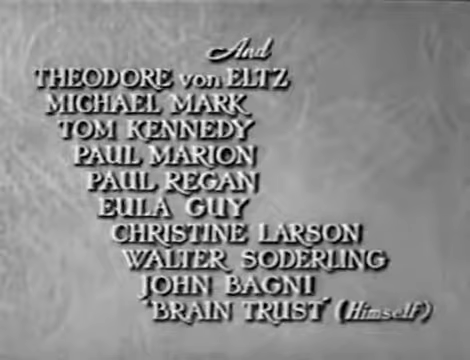 And
THEODORE von ELTZ
MICHAEL MARK
TOM KENNEDY
PAUL MARION
PAUL REGAN
EULA GUY
CHRISTINE LARSON
WALTER SODERLING
JOHN BAGNI
"BRAIN TRUST" (Himself)